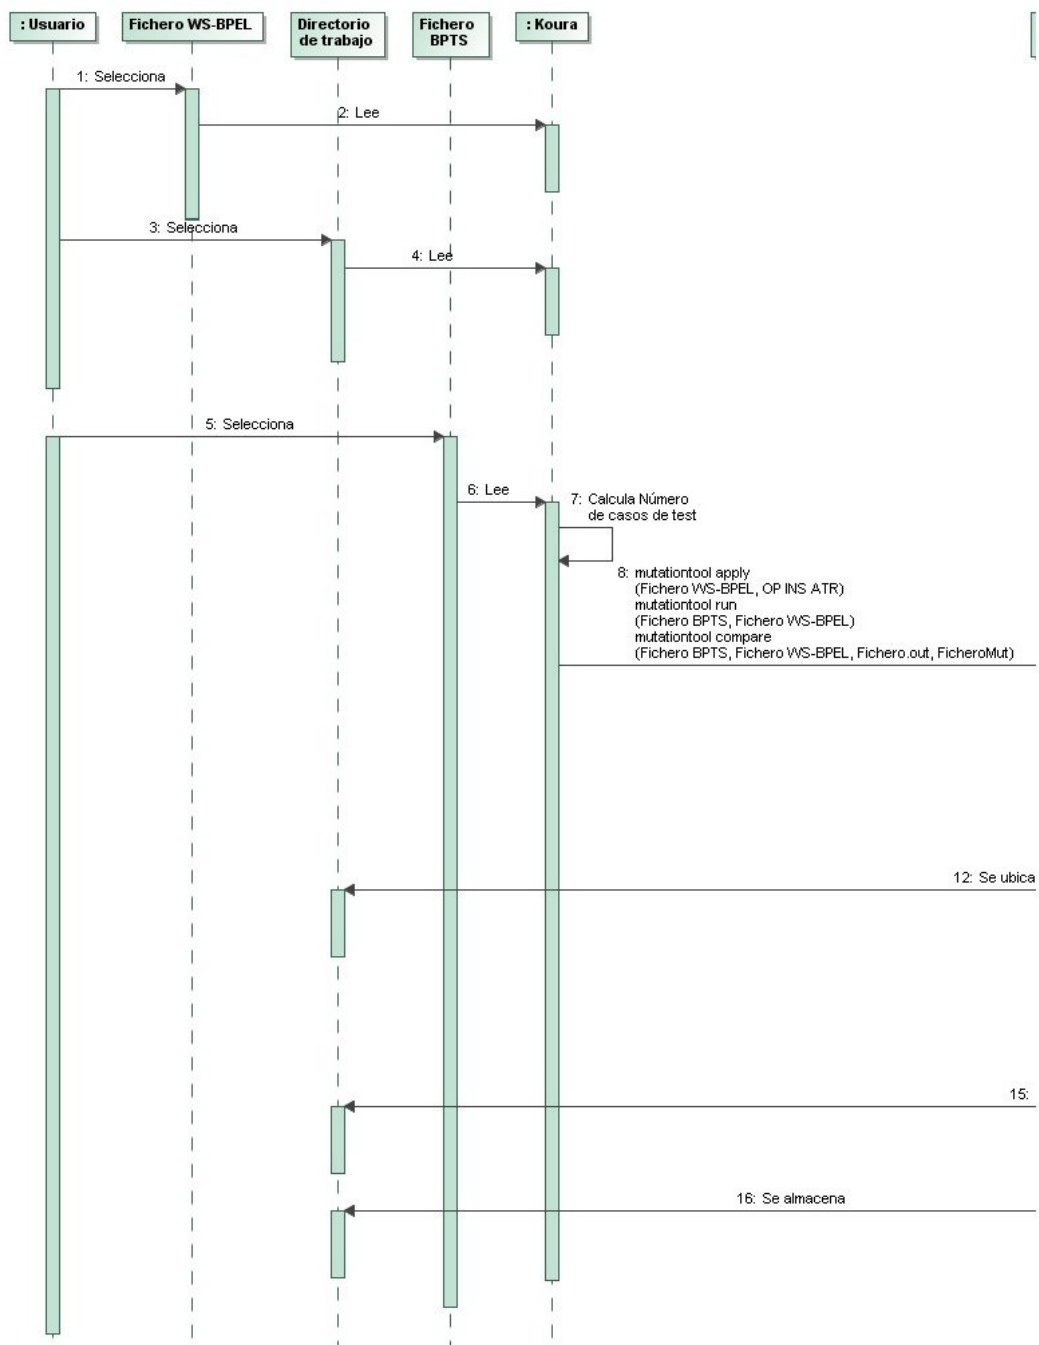 : Usuario
Fichero WS-BPEL
Directorio
de trabajo
Fichero
BPTS
: Koura
1: Selecciona
2: Lee
3: Selecciona
4: Lee
5: Selecciona
6: Lee
7: Calcula Número
de casos de test
8: mutationtool apply
(Fichero WS-BPEL, OP INS ATR)
mutationtool run
(Fichero BPTS, Fichero WS-BPEL)
mutationtool compare
(Fichero BPTS, Fichero WS-BPEL, Fichero.out, FicheroMut)
12: Se ubica
15:
16: Se almacena